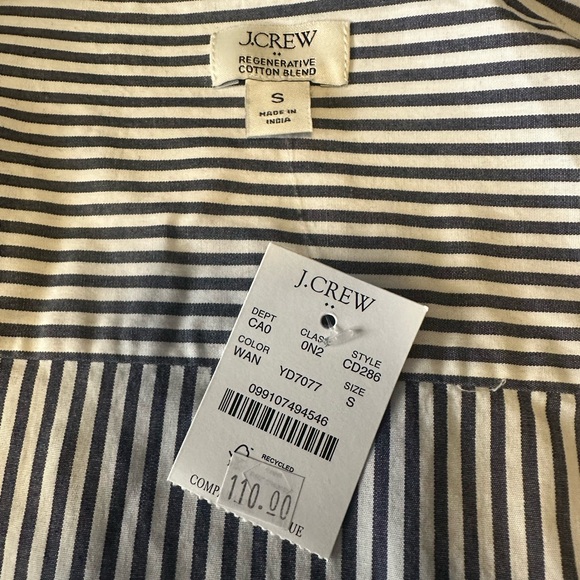 J.CREW
REGENERATIVE
COTTON BLEND
S
MADE IN
INDIA
J.CREW
DEPT CLASS STYLE
CA0 0N2 CD286
COLOR SIZE
WAN YD7077 S
099107494546
RECYCLED
110.00